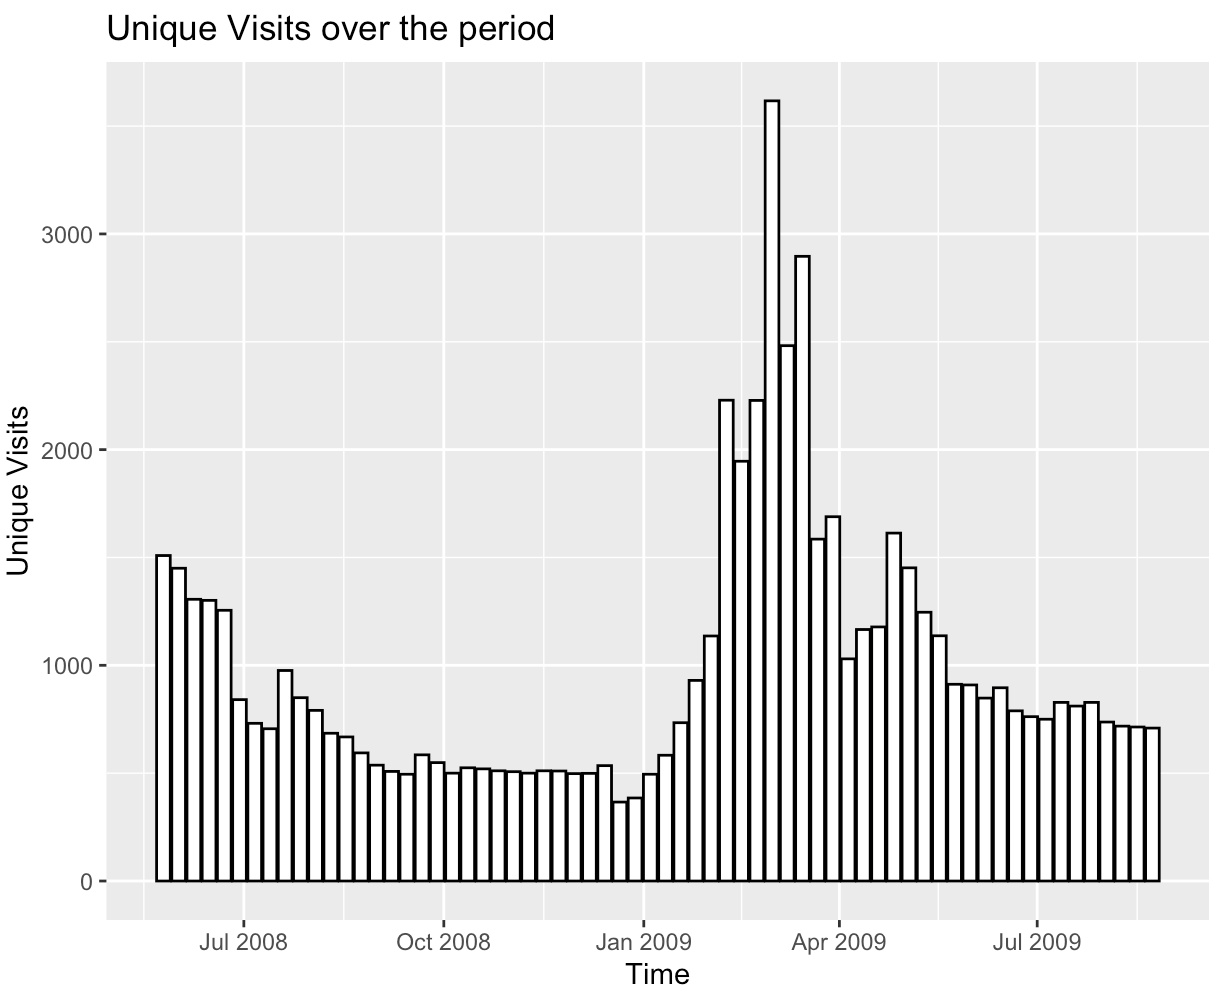 Unique Visits over the period
Unique Visits
3000
2000
1000
0
Jul 2008
Oct 2008
Jan 2009
Apr 2009
Jul 2009
Time